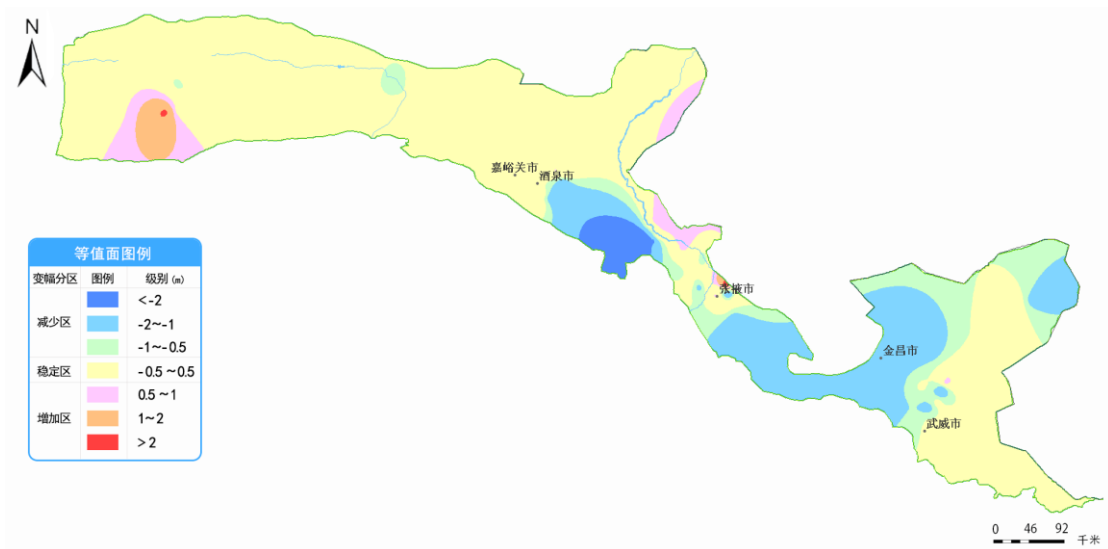 N
嘉峪关市
酒泉市
张掖市
金昌市
武威市
等值面图例
变幅分区 图例 级别 (m)
减少区
<-2
-2~-1
-1~-0.5
稳定区
-0.5~0.5
增加区
0.5~1
1~2
>2
0 46 92
千米